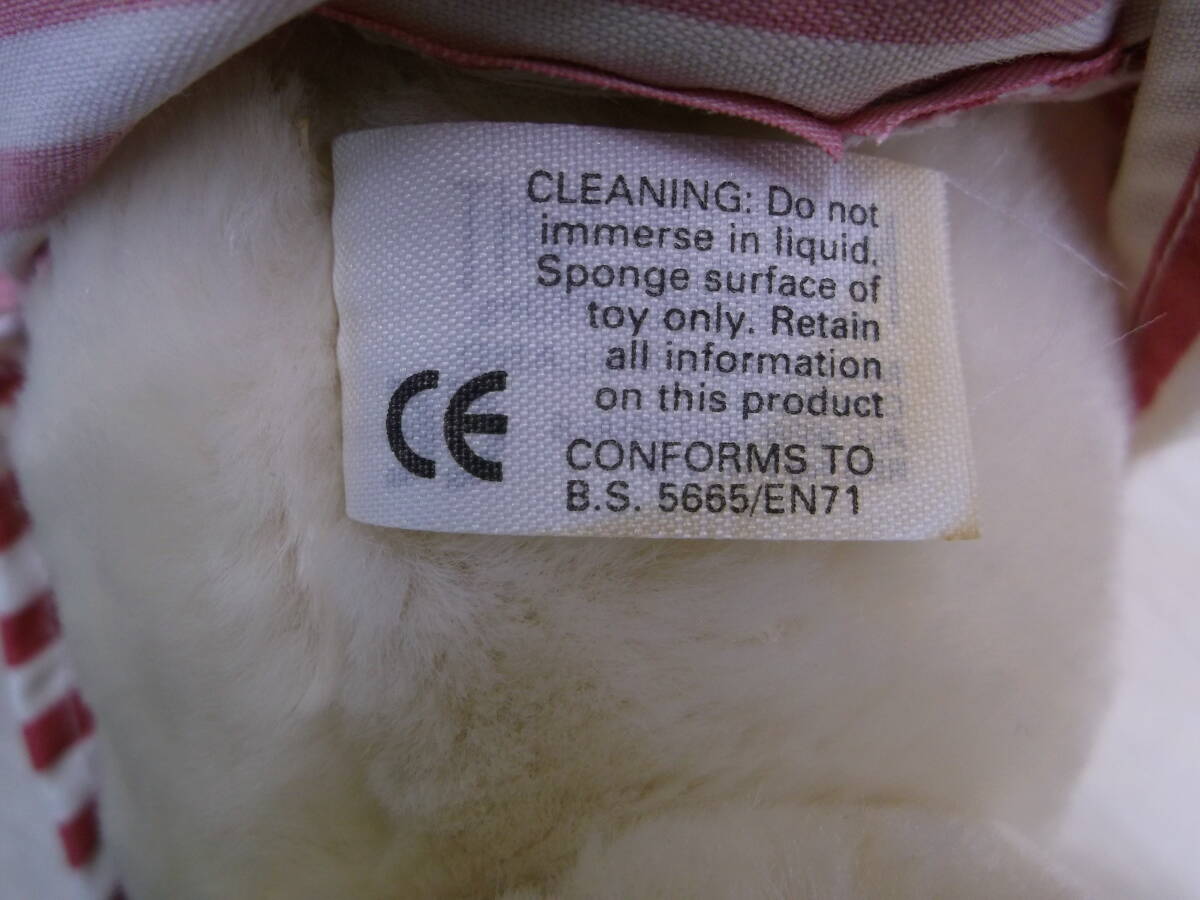 CLEANING: Do not
immerse in liquid.
Sponge surface of
toy only. Retain
all information
on this product
CE
CONFORMS TO
B.S. 5665/EN71